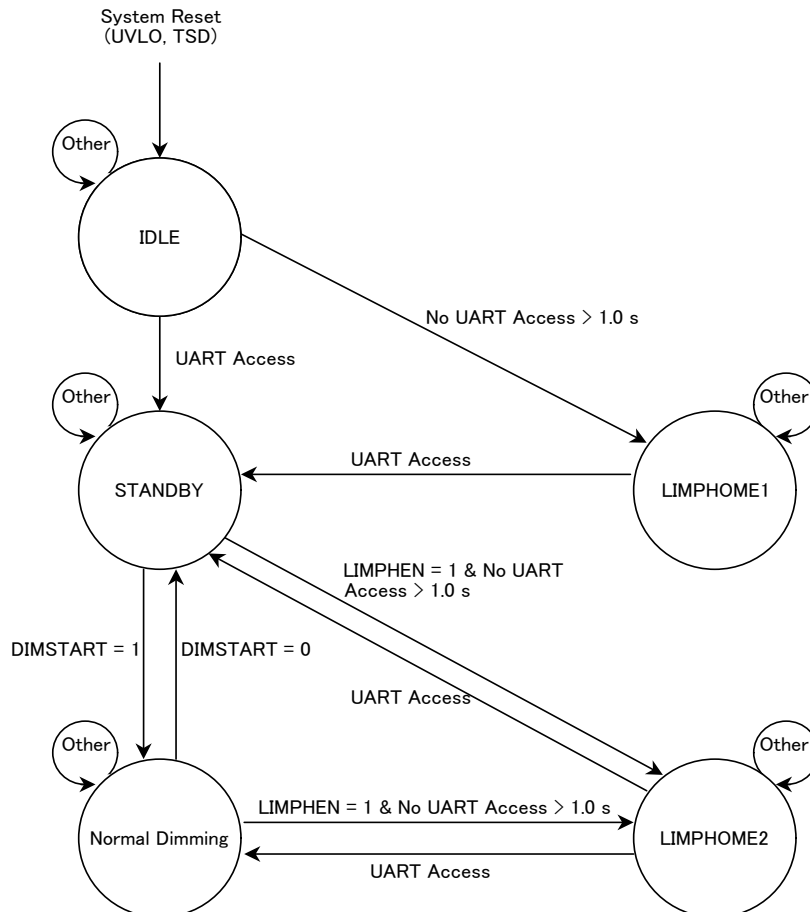 System Reset
(UVLO, TSD)
Other
IDLE
No UART Access > 1.0 s
UART Access
Other
Other
UART Access
STANDBY
LIMPHOME1
LIMPHEN = 1 & No UART
Access > 1.0 s
DIMSTART = 1
DIMSTART = 0
UART Access
Other
Other
LIMPHEN = 1 & No UART Access > 1.0 s
Normal Dimming
LIMPHOME2
UART Access